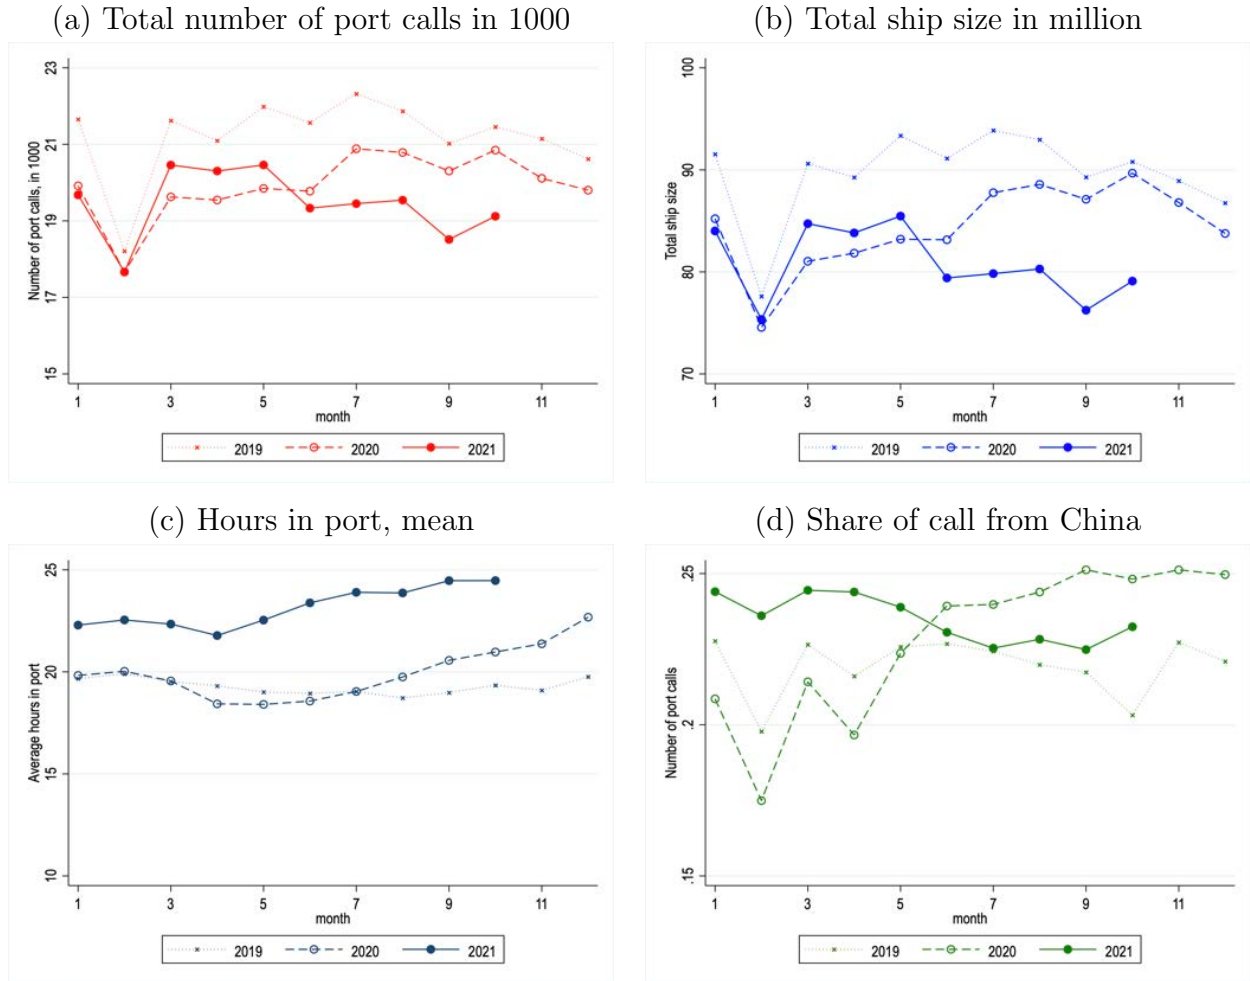 (a) Total number of port calls in 1000
Number of port calls, in 1000
23
21
19
17
15
1 3 5 7 9 11
month
2019 2020 2021
(b) Total ship size in million
Total ship size
100
90
80
70
1 3 5 7 9 11
month
2019 2020 2021
(c) Hours in port, mean
Average hours in port
25
20
15
10
1 3 5 7 9 11
month
2019 2020 2021
(d) Share of call from China
Number of port calls
.25
.2
.15
1 3 5 7 9 11
month
2019 2020 2021